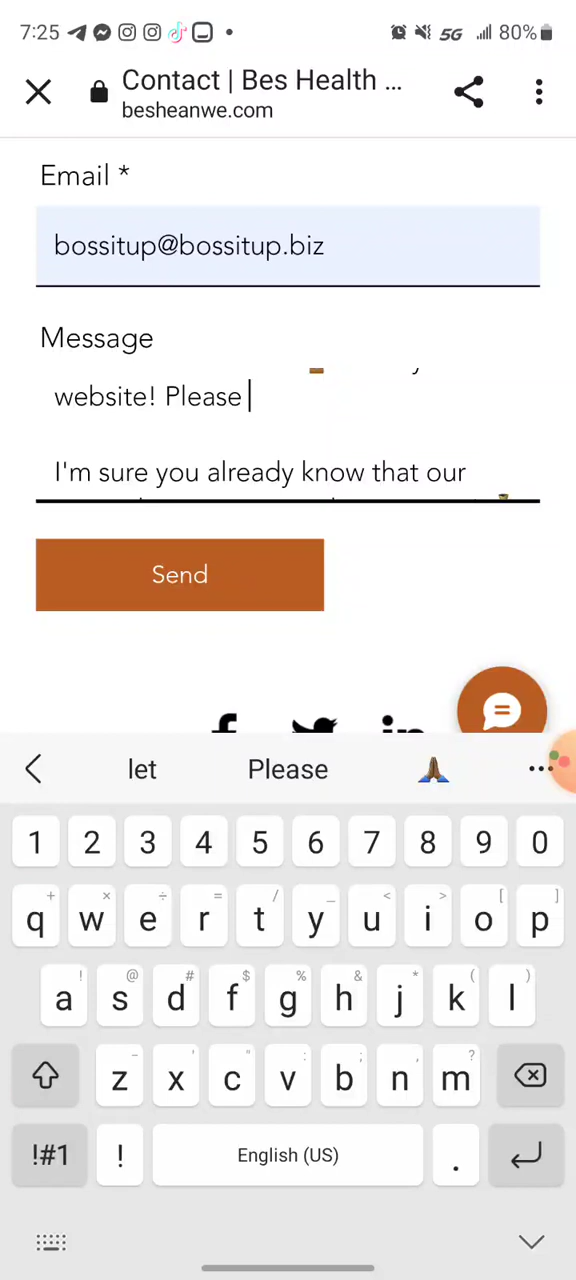 7:25
5G
80%
Contact | Bes Health ...
besheanwe.com
Email *
bossitup@bossitup.biz
Message
website! Please
I'm sure you already know that our
Send
let
Please
1 2 3 4 5 6 7 8 9 0
+ × ÷ = / _ < > [ ]
q w e r t y u i o p
! @ # $ % & * ( )
a s d f g h j k l
- ' " : ; , ?
z x c v b n m
!#1 ! English (US) .